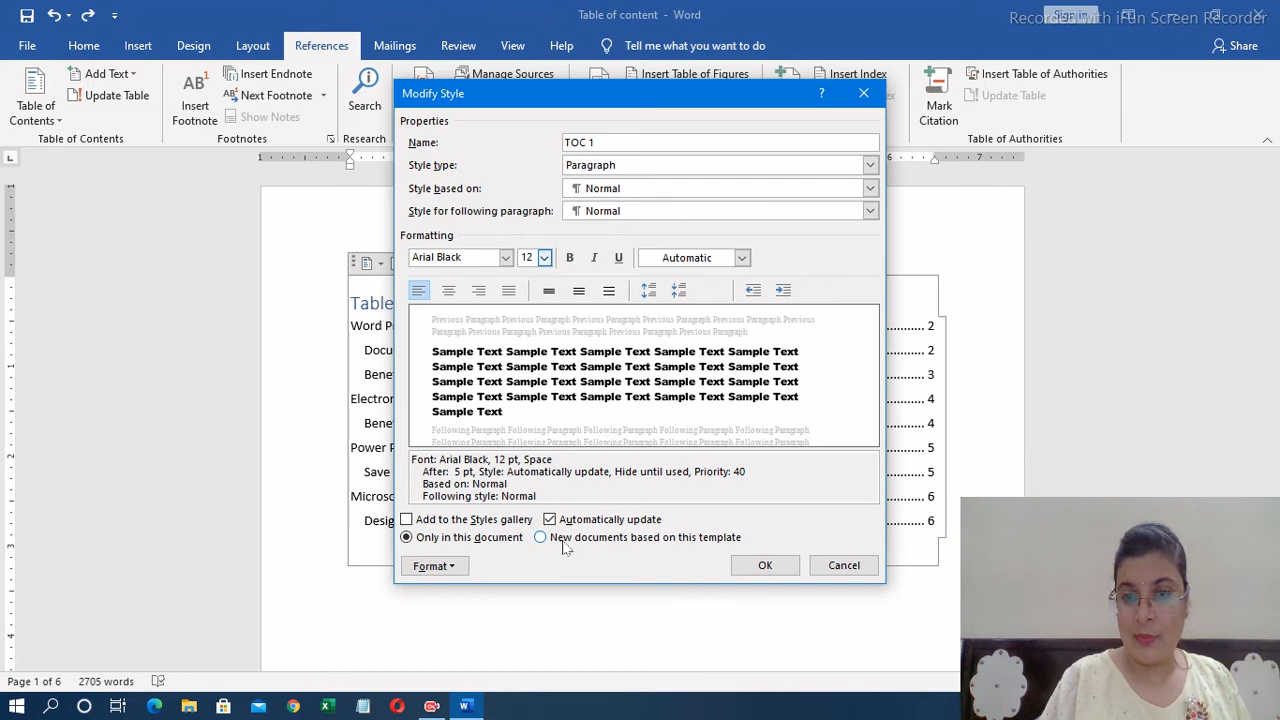 Table of content - Word
Sign in
Recorded with iFun Screen Recorder
File Home Insert Design Layout References Mailings Review View Help Tell me what you want to do Share
Add Text Insert Endnote Manage Sources Insert Table of Figures Insert Index Insert Table of Authorities
Update Table AB1 Next Footnote Update Table
Table of Contents Insert Footnote Show Notes Search Mark Citation
Table of Contents Footnotes Research Table of Authorities
Modify Style ? 
Properties
Name: TOC 1
Style type: Paragraph
Style based on: ¶ Normal
Style for following paragraph: ¶ Normal
Formatting
Arial Black 12 B I U Automatic
Previous Paragraph Previous Paragraph Previous Paragraph Previous Paragraph Previous Paragraph Previous
Paragraph Previous Paragraph Previous Paragraph Previous Paragraph Previous Paragraph
Sample Text Sample Text Sample Text Sample Text Sample Text
Sample Text Sample Text Sample Text Sample Text Sample Text
Sample Text Sample Text Sample Text Sample Text Sample Text
Sample Text Sample Text Sample Text Sample Text Sample Text
Sample Text
Following Paragraph Following Paragraph Following Paragraph Following Paragraph Following Paragraph
Following Paragraph Following Paragraph Following Paragraph Following Paragraph Following Paragraph
Font: Arial Black, 12 pt, Space
After: 5 pt, Style: Automatically update, Hide until used, Priority: 40
Based on: Normal
Following style: Normal
Add to the Styles gallery Automatically update
Only in this document New documents based on this template
Format OK Cancel
Table
Word P 2
Docu 2
Bene 3
Electron 4
Bene 4
Power P 5
Save 5
Micros 6
Desig 6
Page 1 of 6 2705 words